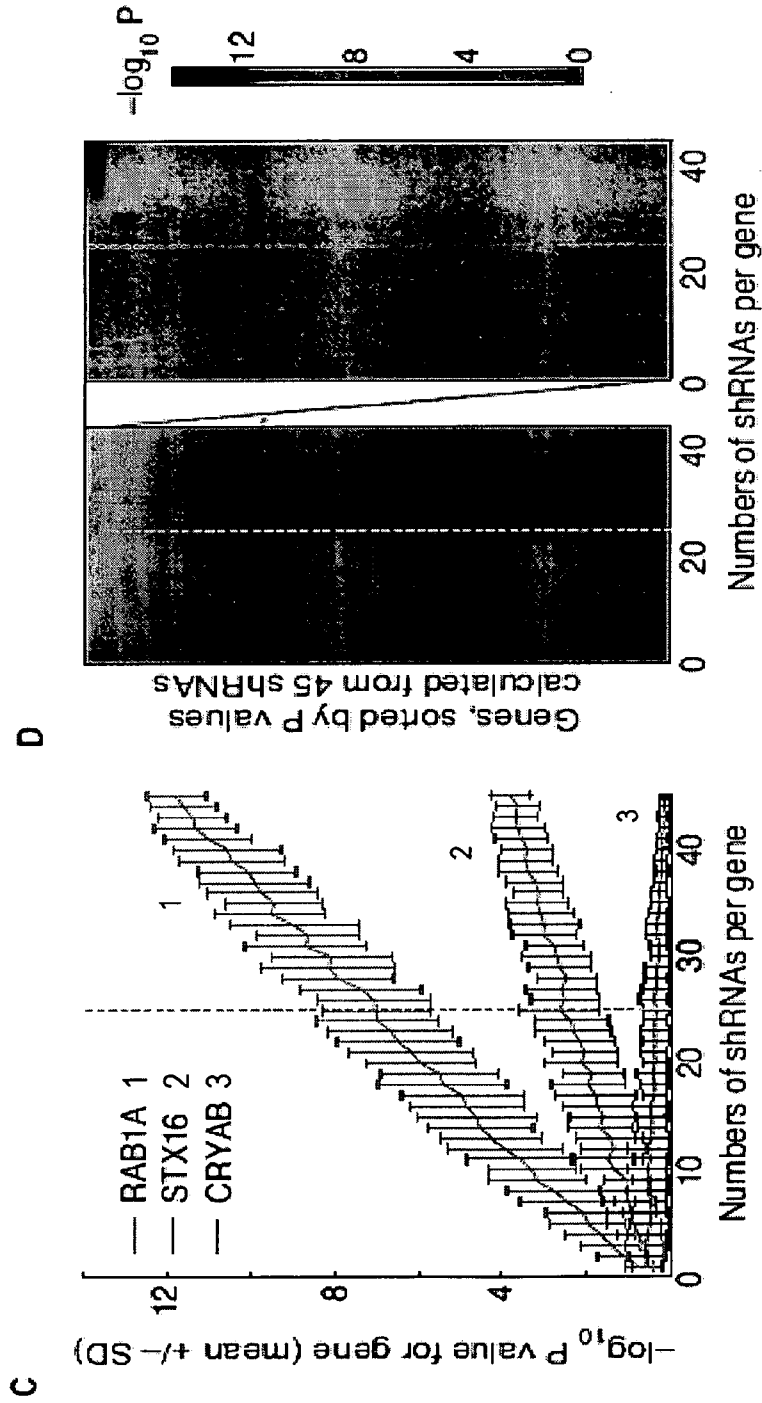 C
−log10 P value for gene (mean +/− SD)
12
8
4
RAB1A 1
STX16 2
CRYAB 3
1
2
3
0 10 20 30 40
Numbers of shRNAs per gene
D
Genes, sorted by P values
calculated from 45 shRNAs
0 20 40
0 20 40
Numbers of shRNAs per gene
−log10 P
12
8
4
0